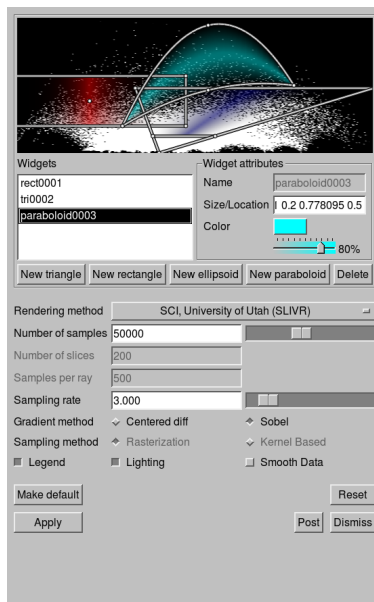 Widgets
Widget attributes
rect0001
tri0002
paraboloid0003
Name paraboloid0003
Size/Location 0.2 0.778095 0.5
Color
80%
New triangle New rectangle New ellipsoid New paraboloid Delete
Rendering method SCI, University of Utah (SLIVR)
Number of samples 50000
Number of slices 200
Samples per ray 500
Sampling rate 3.000
Gradient method Centered diff Sobel
Sampling method Rasterization Kernel Based
Legend Lighting Smooth Data
Make default Reset
Apply Post Dismiss